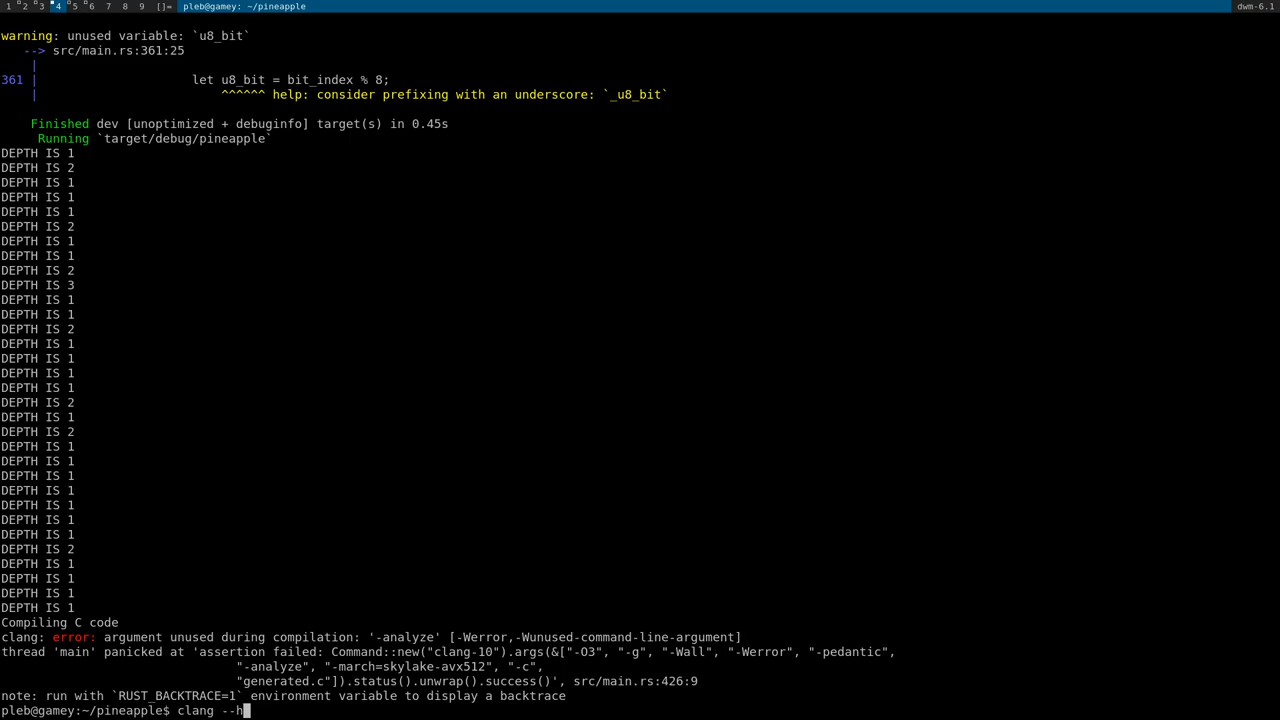 1 2 3 4 5 6 7 8 9 []= pleb@gamey: ~/pineapple dwm-6.1
warning: unused variable: `u8_bit`
--> src/main.rs:361:25
|
361 | let u8_bit = bit_index % 8;
| ^^^^^^ help: consider prefixing with an underscore: `_u8_bit`
Finished dev [unoptimized + debuginfo] target(s) in 0.45s
Running `target/debug/pineapple`
DEPTH IS 1
DEPTH IS 2
DEPTH IS 1
DEPTH IS 1
DEPTH IS 1
DEPTH IS 2
DEPTH IS 1
DEPTH IS 1
DEPTH IS 2
DEPTH IS 3
DEPTH IS 1
DEPTH IS 1
DEPTH IS 2
DEPTH IS 1
DEPTH IS 1
DEPTH IS 1
DEPTH IS 1
DEPTH IS 2
DEPTH IS 1
DEPTH IS 2
DEPTH IS 1
DEPTH IS 1
DEPTH IS 1
DEPTH IS 1
DEPTH IS 1
DEPTH IS 1
DEPTH IS 1
DEPTH IS 2
DEPTH IS 1
DEPTH IS 1
DEPTH IS 1
DEPTH IS 1
Compiling C code
clang: error: argument unused during compilation: '-analyze' [-Werror,-Wunused-command-line-argument]
thread 'main' panicked at 'assertion failed: Command::new("clang-10").args(&["-O3", "-g", "-Wall", "-Werror", "-pedantic",
"-analyze", "-march=skylake-avx512", "-c",
"generated.c"]).status().unwrap().success()', src/main.rs:426:9
note: run with `RUST_BACKTRACE=1` environment variable to display a backtrace
pleb@gamey:~/pineapple$ clang --h